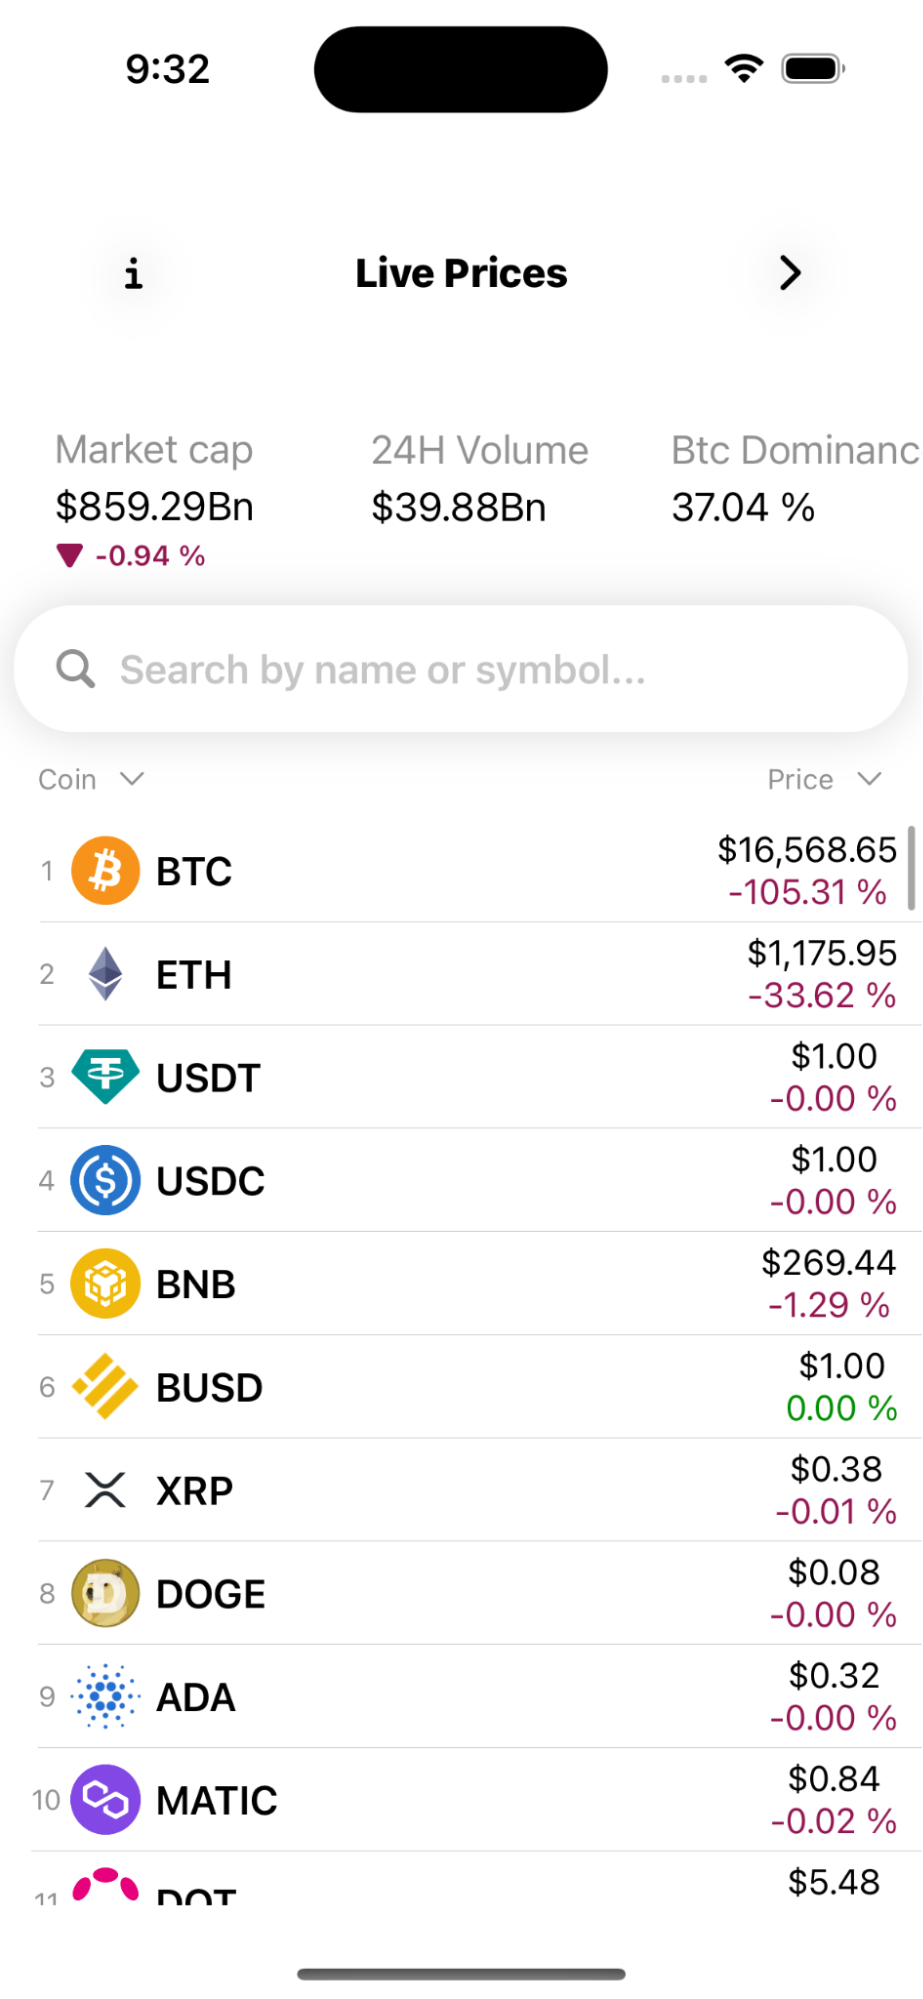 9:32
i Live Prices
Market cap 24H Volume Btc Dominanc
$859.29Bn $39.88Bn 37.04 %
-0.94 %
Search by name or symbol...
Coin Price
1 BTC $16,568.65
-105.31 %
2 ETH $1,175.95
-33.62 %
3 USDT $1.00
-0.00 %
4 USDC $1.00
-0.00 %
5 BNB $269.44
-1.29 %
6 BUSD $1.00
0.00 %
7 XRP $0.38
-0.01 %
8 DOGE $0.08
-0.00 %
9 ADA $0.32
-0.00 %
10 MATIC $0.84
-0.02 %
11 DOT $5.48